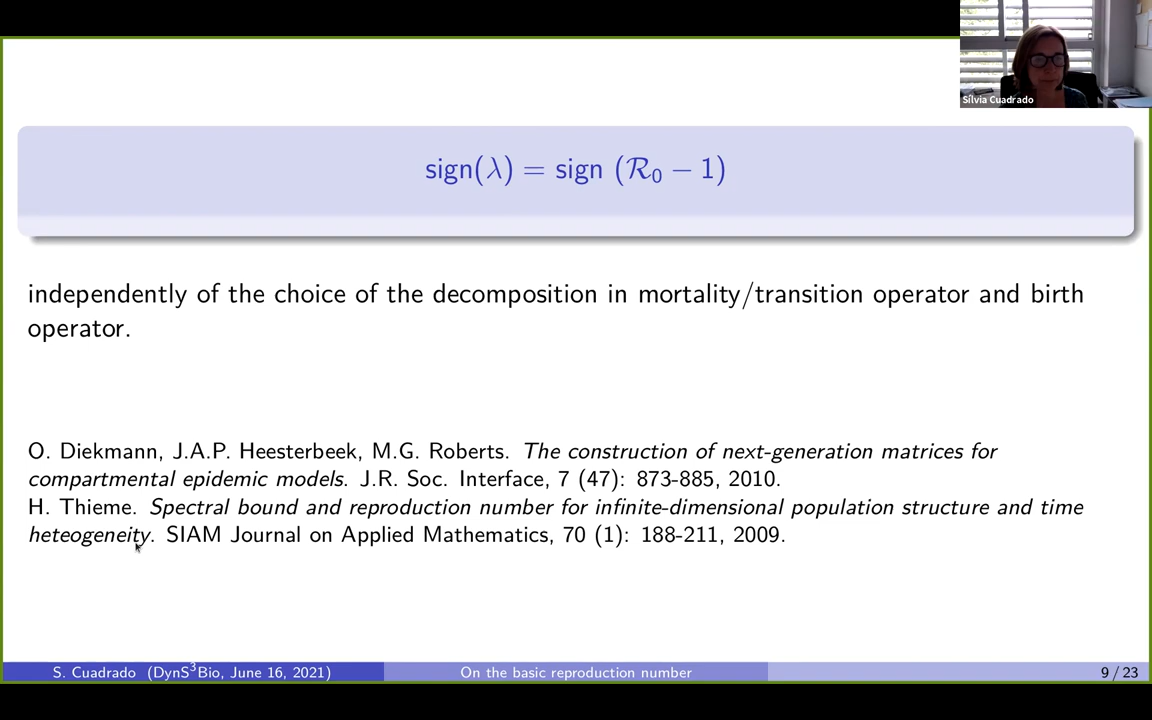 Sílvia Cuadrado
sign(λ) = sign (ℛ₀ − 1)
independently of the choice of the decomposition in mortality/transition operator and birth
operator.
O. Diekmann, J.A.P. Heesterbeek, M.G. Roberts. The construction of next-generation matrices for
compartmental epidemic models. J.R. Soc. Interface, 7 (47): 873-885, 2010.
H. Thieme. Spectral bound and reproduction number for infinite-dimensional population structure and time
heteogeneity. SIAM Journal on Applied Mathematics, 70 (1): 188-211, 2009.
S. Cuadrado (DynS³Bio, June 16, 2021)
On the basic reproduction number
9 / 23